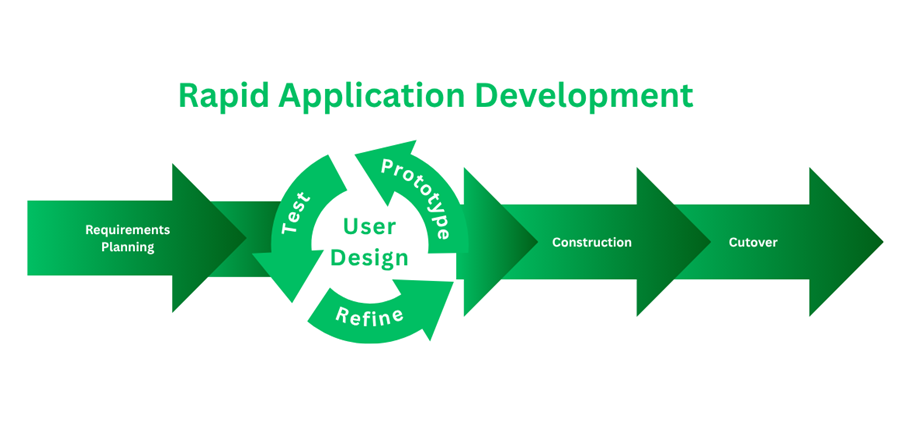 Rapid Application Development
Requirements
Planning
Test
Prototype
User
Design
Refine
Construction
Cutover